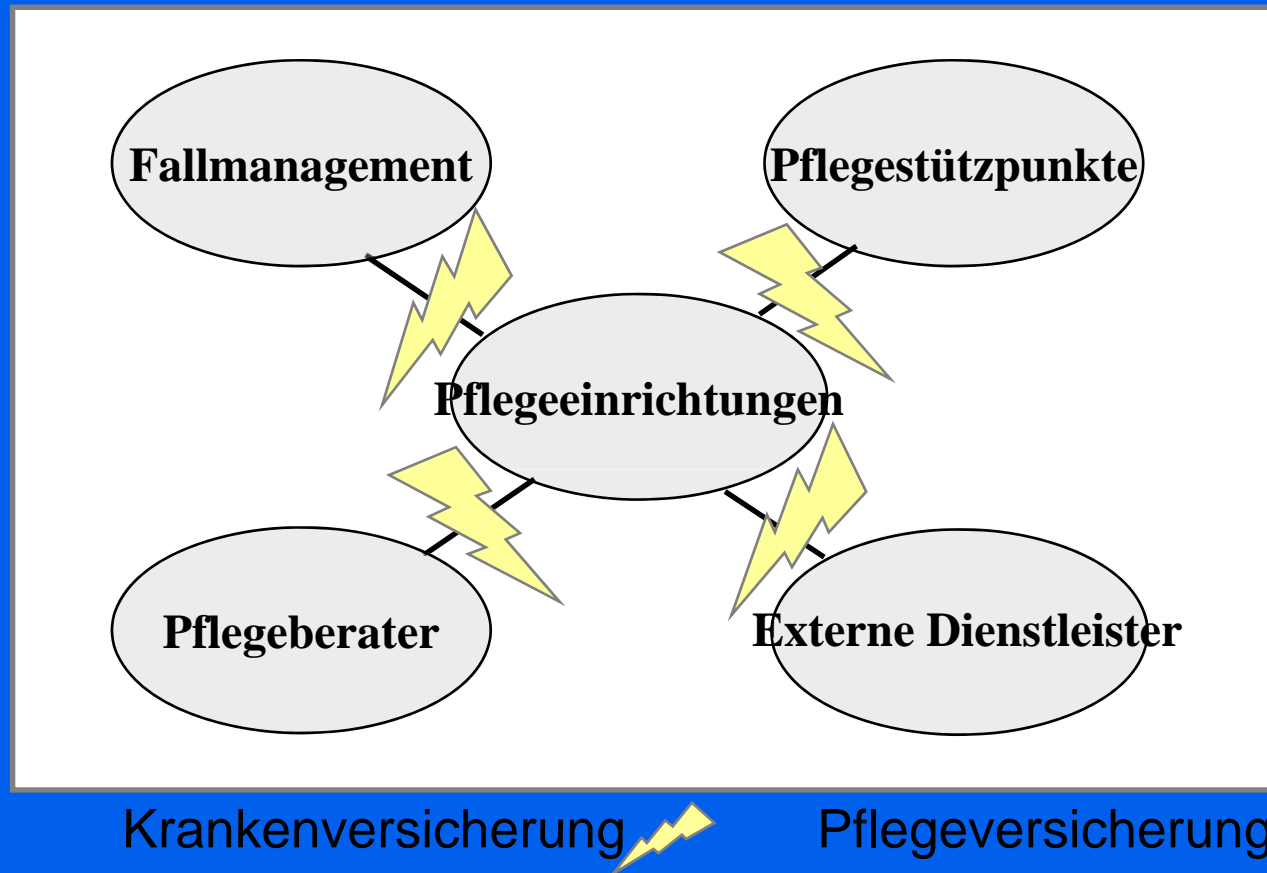 Fallmanagement
Pflegestützpunkte
Pflegeeinrichtungen
Pflegeberater
Externe Dienstleister
Krankenversicherung
Pflegeversicherung